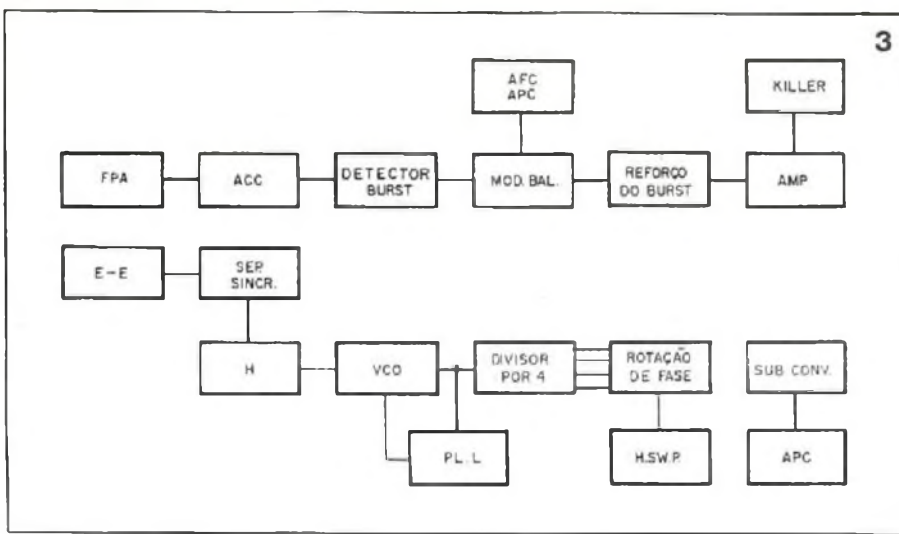 3
AFC
APC
KILLER
FPA
ACC
DETECTOR
BURST
MOD. BAL.
REFORÇO
DO BURST
AMP
E-E
SEP.
SINCR.
H
VCO
DIVISOR
POR 4
ROTAÇÃO
DE FASE
SUB CONV.
PL.L
H.SW.P.
APC